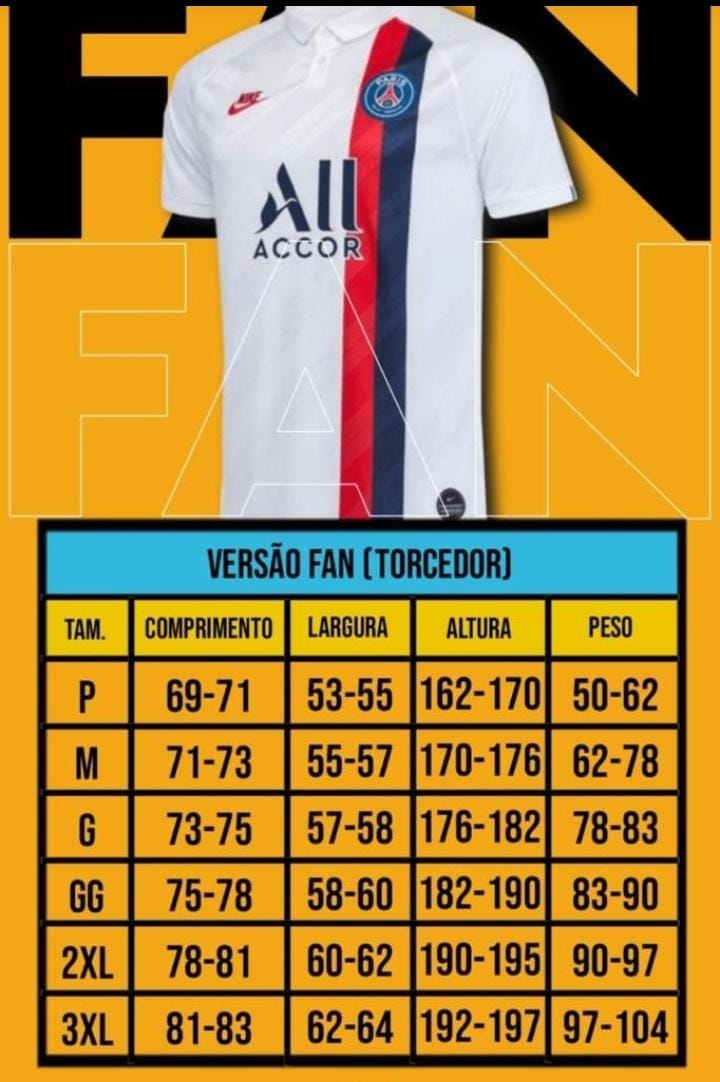 FAN
NIKE
PARIS
All
ACCOR
FAN
VERSÃO FAN (TORCEDOR)
TAM. COMPRIMENTO LARGURA ALTURA PESO
P 69-71 53-55 162-170 50-62
M 71-73 55-57 170-176 62-78
G 73-75 57-58 176-182 78-83
GG 75-78 58-60 182-190 83-90
2XL 78-81 60-62 190-195 90-97
3XL 81-83 62-64 192-197 97-104